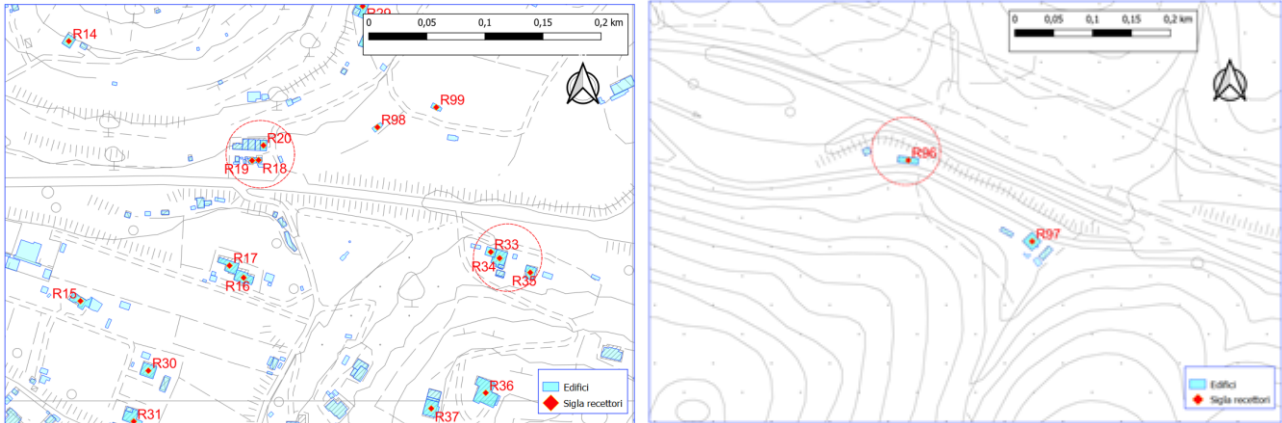 R29
0 0,05 0,1 0,15 0,2 km
R14
R99
R98
R20
R19 R18
R33
R34
R35
R17
R16
R15
R30
R36
R37
R31
Edifici
Sigla recettori
0 0,05 0,1 0,15 0,2 km
R96
R97
Edifici
Sigla recettori